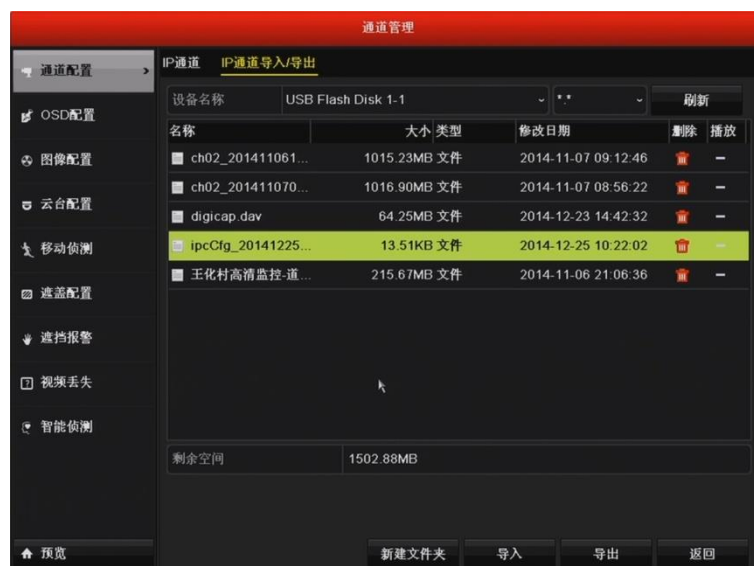 通道管理
通道配置 >
IP通道 IP通道导入/导出
设备名称 USB Flash Disk 1-1 *.* 刷新
OSD配置
名称 大小 类型 修改日期 删除 播放
图像配置
ch02_201411061... 1015.23MB 文件 2014-11-07 09:12:46 –
ch02_201411070... 1016.90MB 文件 2014-11-07 08:56:22 –
云台配置
digicap.dav 64.25MB 文件 2014-12-23 14:42:32 –
移动侦测
ipcCfg_20141225... 13.51KB 文件 2014-12-25 10:22:02 –
王化村高清监控-道... 215.67MB 文件 2014-11-06 21:06:36 –
遮盖配置
遮挡报警
视频丢失
智能侦测
剩余空间 1502.88MB
预览
新建文件夹 导入 导出 返回